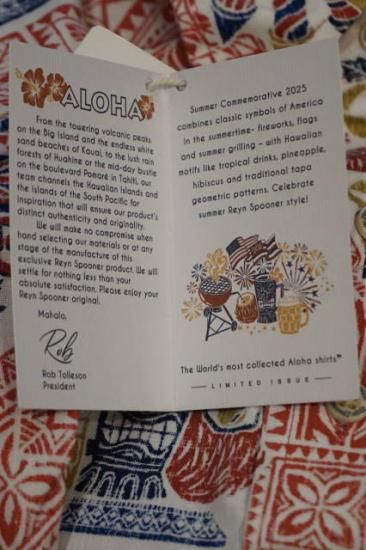 ALOHA
From the towering volcanic peaks
on the Big Island and the endless white
sand beaches of Kauai, to the lush rain
forests of Huahine or the mid-day bustle
on the boulevard Pomaré in Tahiti, our
team channels the Hawaiian Islands and
the islands of the South Pacific for
inspiration that will ensure our product's
distinct authenticity and originality.
We will make no compromise when
hand selecting our materials or at any
stage of the manufacture of this
exclusive Reyn Spooner product. We will
settle for nothing less than your
absolute satisfaction. Please enjoy your
Reyn Spooner original.
Mahalo,
Rob
Rob Tolleson
President
Summer Commemorative 2025
combines classic symbols of America
in the summertime- fireworks, flags
and summer grilling – with Hawaiian
motifs like tropical drinks, pineapple,
hibiscus and traditional tapa
geometric patterns. Celebrate
summer Reyn Spooner style!
The World's most collected Aloha shirts™
LIMITED ISSUE